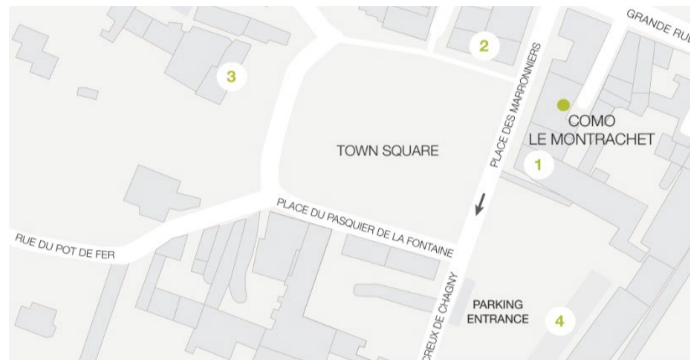 GRANDE RUE
2
3
PLACE DES MARRONNIERS
COMO
LE MONTRACHET
TOWN SQUARE
1
PLACE DU PASQUIER DE LA FONTAINE
RUE DU POT DE FER
CREUX DE CHAGNY
PARKING
ENTRANCE
4